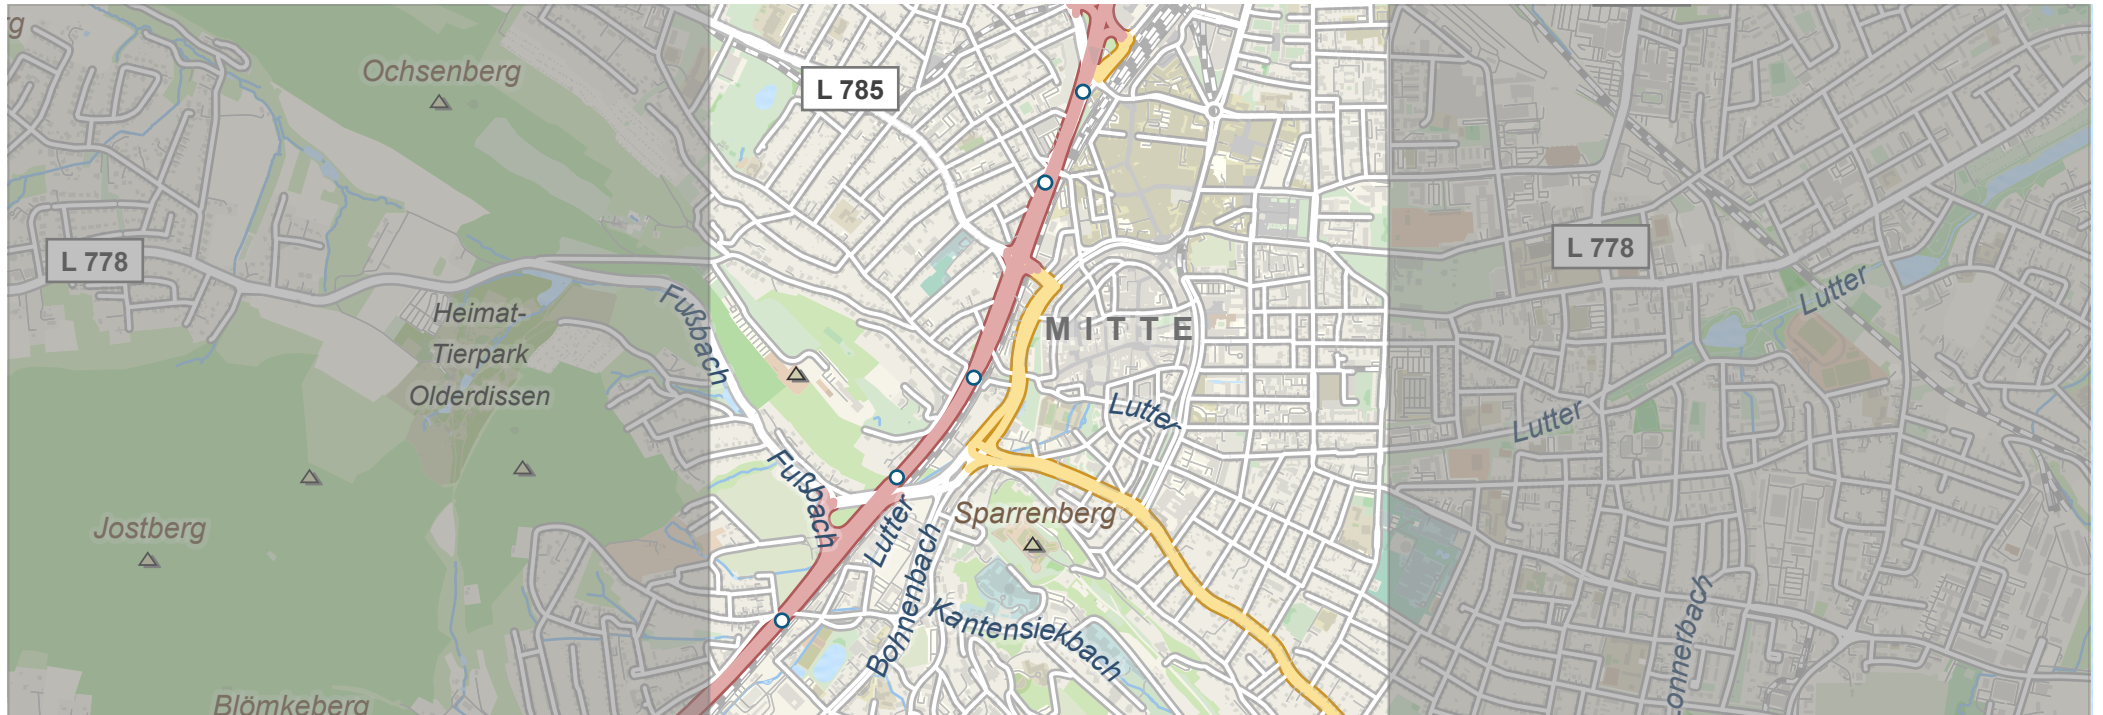 g
Ochsenberg
L 785
L 778
L 778
Lutter
Fußbach
Heimat-
Tierpark
Olderdissen
MITTE
Lutter
Lutter
Fußbach
Lutter
Sparrenberg
Jostberg
Bohnenbach
Kantensiekbach
onnerbach
Blömkeberg